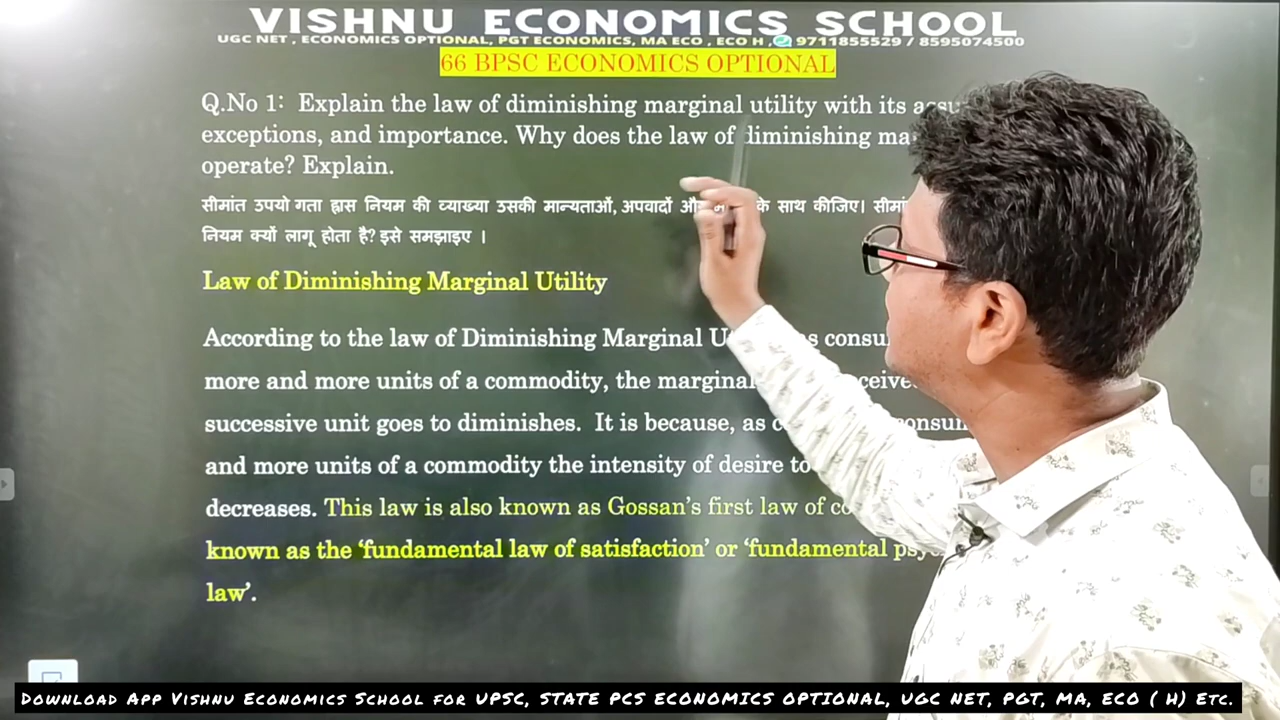 VISHNU ECONOMICS SCHOOL
UGC NET , ECONOMICS OPTIONAL, PGT ECONOMICS, MA ECO , ECO H , 9711855529 / 8595074500
66 BPSC ECONOMICS OPTIONAL
Q.No 1: Explain the law of diminishing marginal utility with its
exceptions, and importance. Why does the law of diminishing
operate? Explain.
सीमांत उपयो गता ह्रास नियम की व्याख्या उसकी मान्यताओं, अपवादों के साथ कीजिए।
नियम क्यों लागू होता है? इसे समझाइए ।
Law of Diminishing Marginal Utility
According to the law of Diminishing Marginal
more and more units of a commodity, the marginal
successive unit goes to diminishes. It is because, as
and more units of a commodity the intensity of desire to
decreases. This law is also known as Gossan's first law of
known as the 'fundamental law of satisfaction' or 'fundamental
law'.
Download App Vishnu Economics School for UPSC, STATE PCS ECONOMICS OPTIONAL, UGC NET, PGT, MA, ECO ( H) Etc.